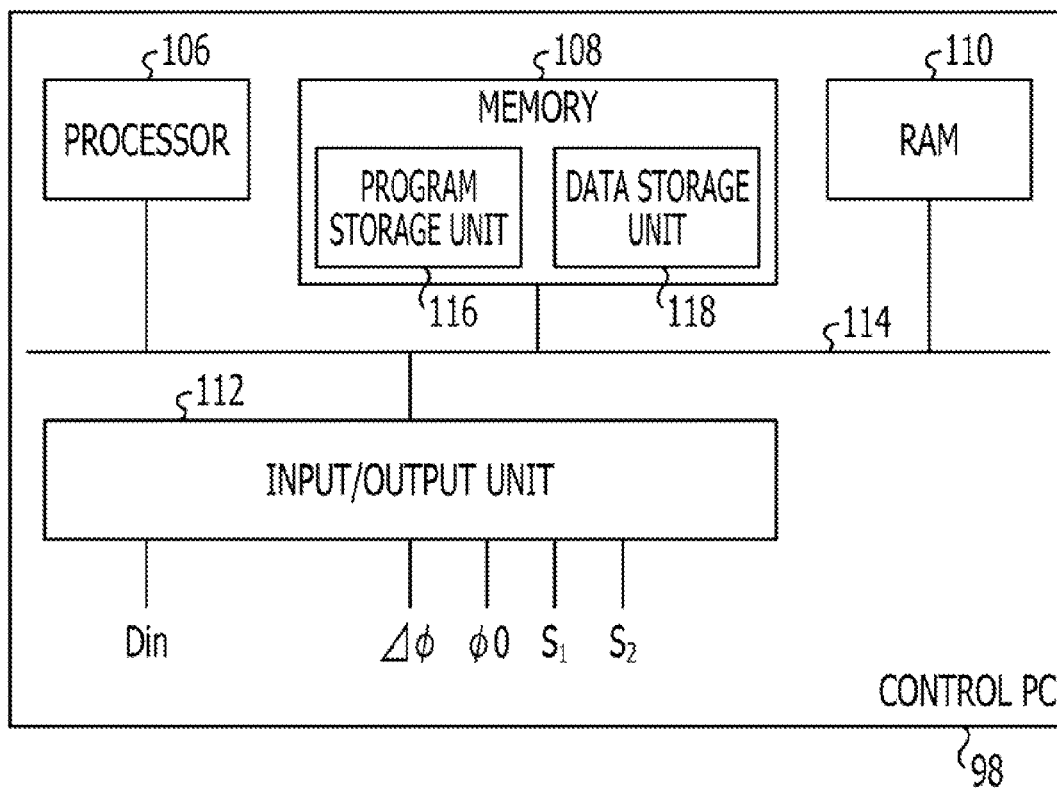 106
108
110
PROCESSOR
MEMORY
RAM
PROGRAM
STORAGE UNIT
DATA STORAGE
UNIT
116
118
114
112
INPUT/OUTPUT UNIT
Din
⊿φ
φ0
S₁
S₂
CONTROL PC
98